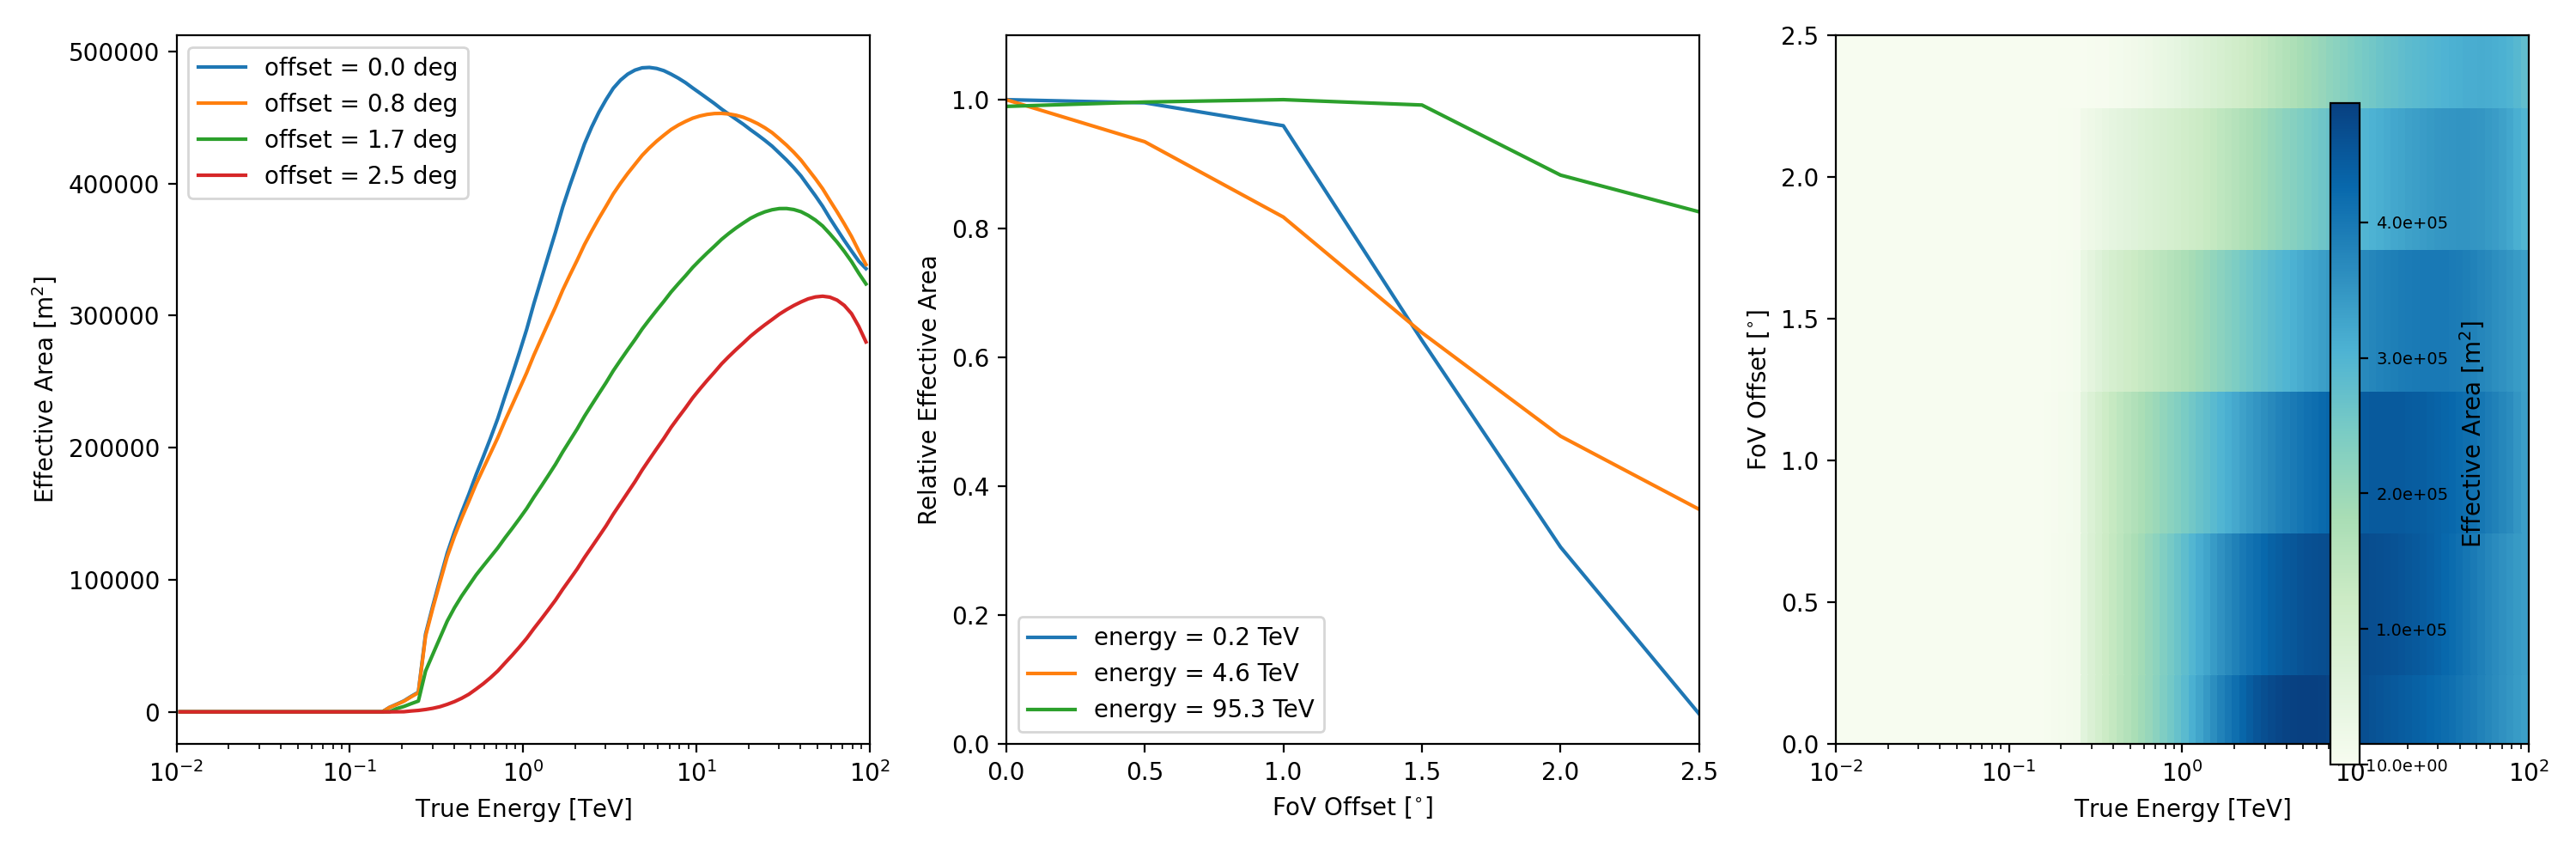 500000
400000
300000
200000
100000
0
Effective Area [m²]
offset = 0.0 deg
offset = 0.8 deg
offset = 1.7 deg
offset = 2.5 deg
10⁻² 10⁻¹ 10⁰ 10¹ 10²
True Energy [TeV]
1.0
0.8
0.6
0.4
0.2
0.0
Relative Effective Area
energy = 0.2 TeV
energy = 4.6 TeV
energy = 95.3 TeV
0.0 0.5 1.0 1.5 2.0 2.5
FoV Offset [°]
2.5
2.0
1.5
1.0
0.5
0.0
FoV Offset [°]
4.0e+05
3.0e+05
2.0e+05
1.0e+05
0.0e+00
Effective Area [m²]
10⁻² 10⁻¹ 10⁰ 10¹ 10²
True Energy [TeV]